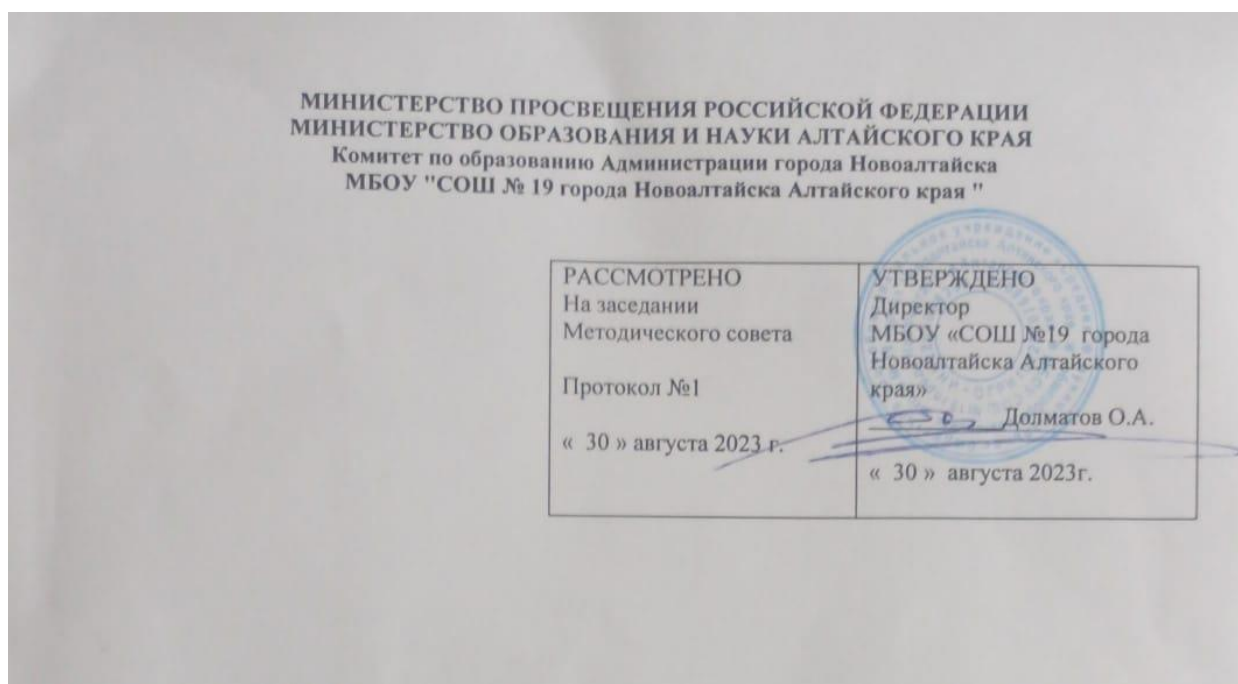 МИНИСТЕРСТВО ПРОСВЕЩЕНИЯ РОССИЙСКОЙ ФЕДЕРАЦИИ
МИНИСТЕРСТВО ОБРАЗОВАНИЯ И НАУКИ АЛТАЙСКОГО КРАЯ
Комитет по образованию Администрации города Новоалтайска
МБОУ "СОШ № 19 города Новоалтайска Алтайского края "
РАССМОТРЕНО
На заседании
Методического совета
Протокол №1
« 30 » августа 2023 г.
УТВЕРЖДЕНО
Директор
МБОУ «СОШ №19 города
Новоалтайска Алтайского
края»
Долматов О.А.
« 30 » августа 2023г.